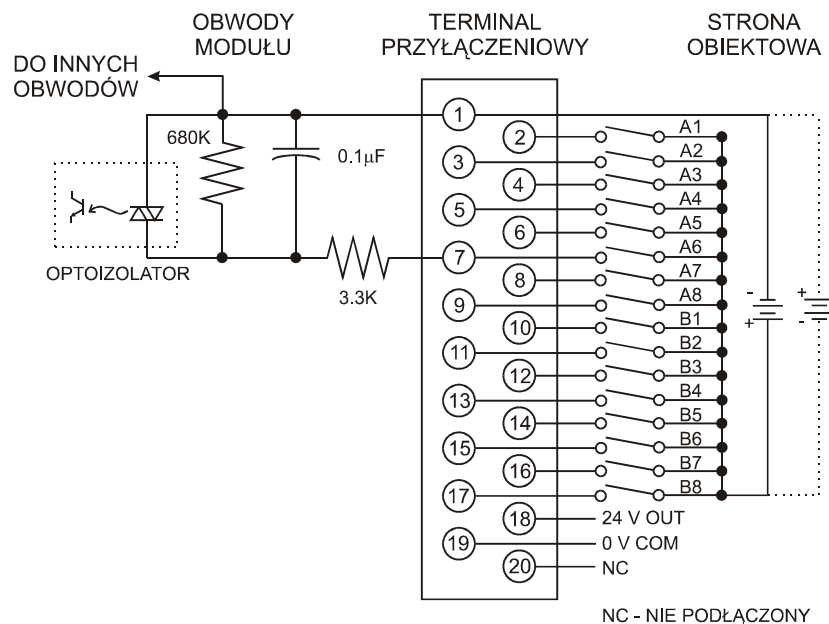 OBWODY
MODUŁU
TERMINAL
PRZYŁĄCZENIOWY
STRONA
OBIEKTOWA
DO INNYCH
OBWODÓW
680K
0.1μF
OPTOIZOLATOR
3.3K
1
2 A1
3 A2
4 A3
5 A4
6 A5
7 A6
8 A7
9 A8
10 B1
11 B2
12 B3
13 B4
14 B5
15 B6
16 B7
17 B8
18 24 V OUT
19 0 V COM
20 NC
- +
+ -
NC - NIE PODŁĄCZONY